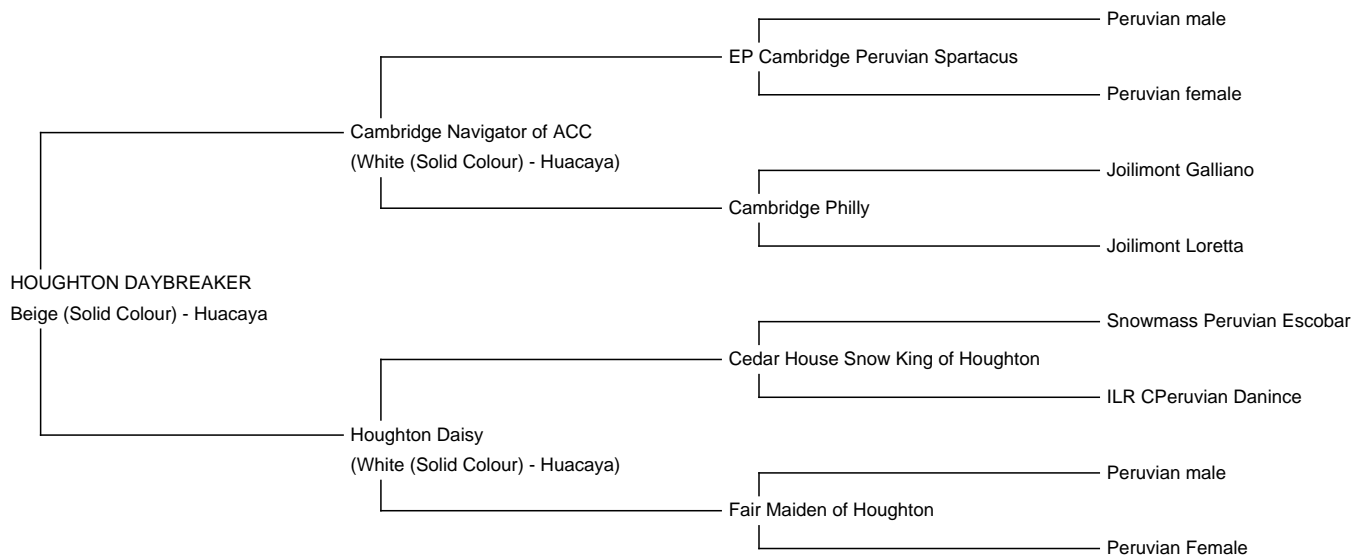 Peruvian male
EP Cambridge Peruvian Spartacus
Peruvian female
Cambridge Navigator of ACC
(White (Solid Colour) - Huacaya)
Joilimont Galliano
Cambridge Philly
Joilimont Loretta
HOUGHTON DAYBREAKER
Beige (Solid Colour) - Huacaya
Snowmass Peruvian Escobar
Cedar House Snow King of Houghton
ILR CPeruvian Danince
Houghton Daisy
(White (Solid Colour) - Huacaya)
Peruvian male
Fair Maiden of Houghton
Peruvian Female